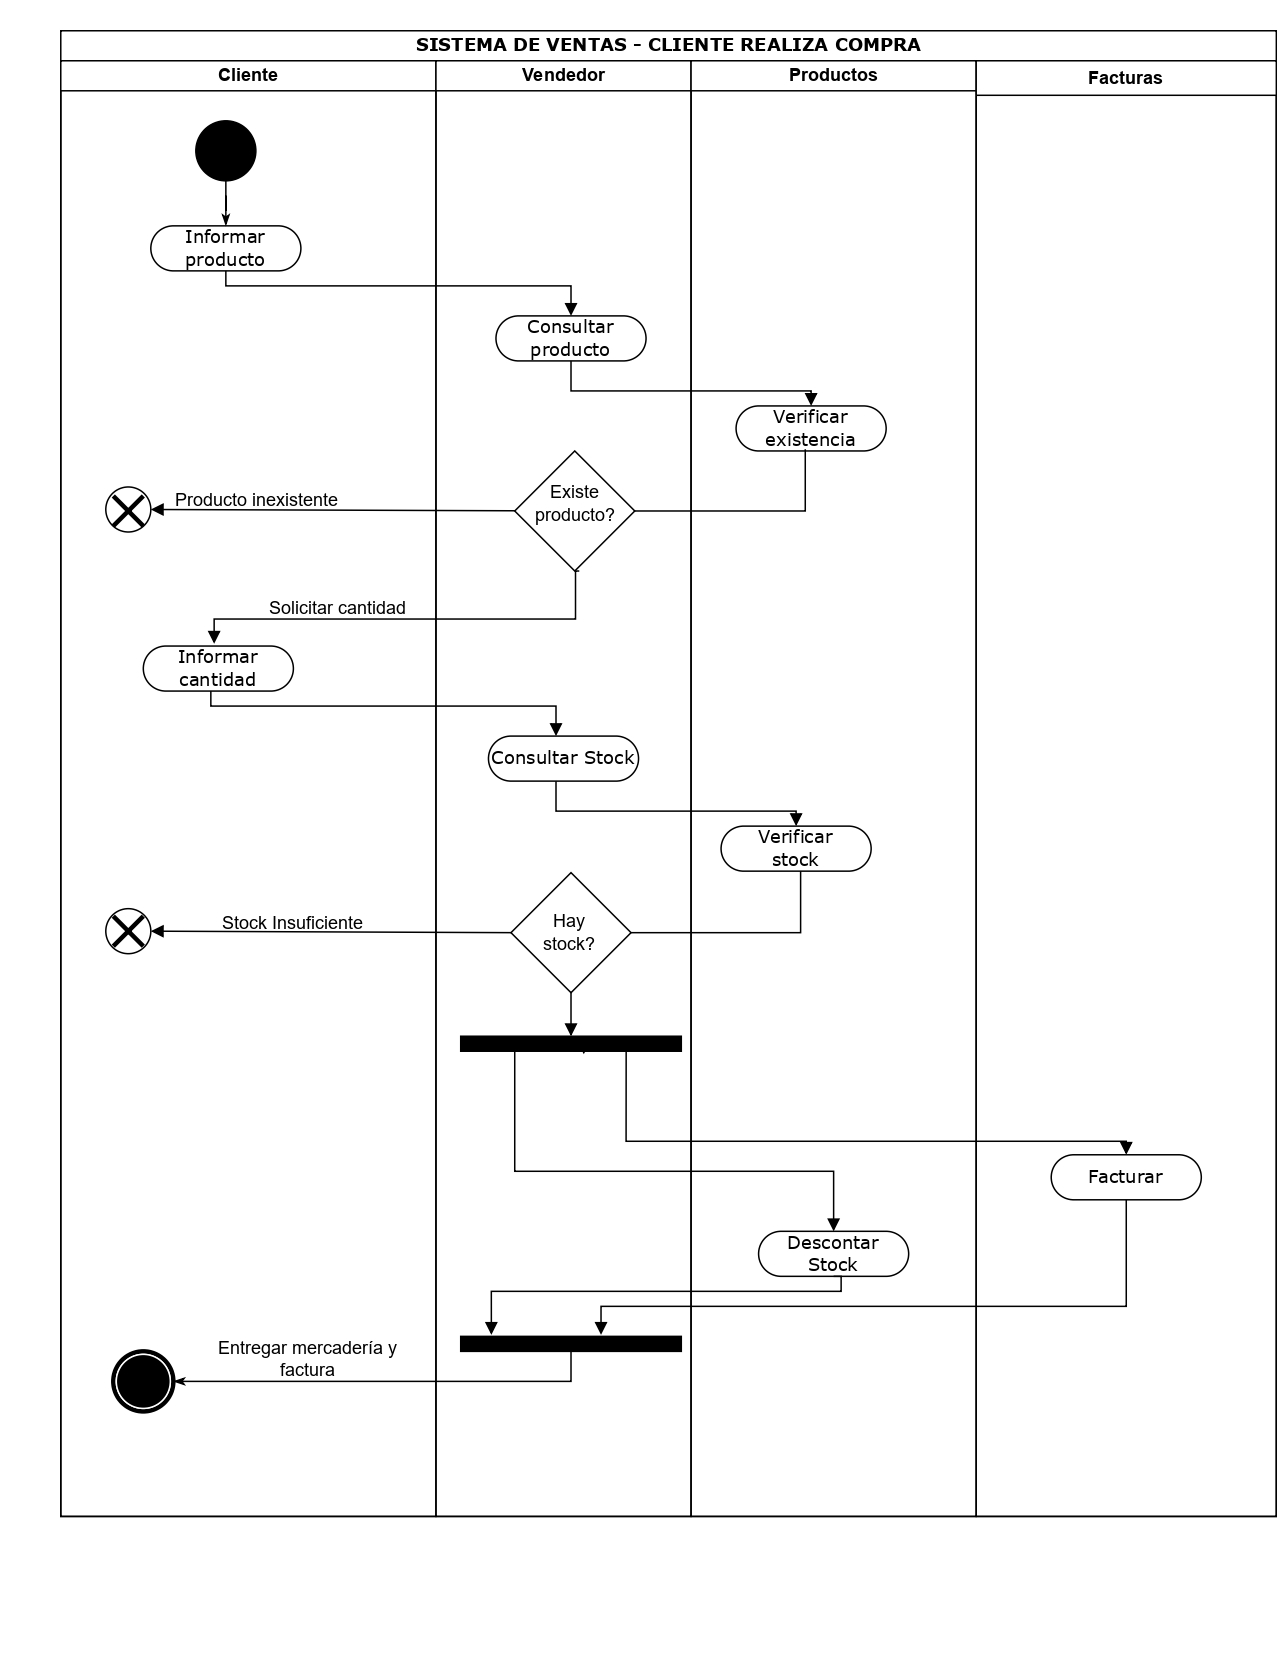 SISTEMA DE VENTAS - CLIENTE REALIZA COMPRA
Cliente
Vendedor
Productos
Facturas
Informar
producto
Consultar
producto
Verificar
existencia
Existe
producto?
Producto inexistente
Solicitar cantidad
Informar
cantidad
Consultar Stock
Verificar
stock
Hay
stock?
Stock Insuficiente
Facturar
Descontar
Stock
Entregar mercadería y
factura